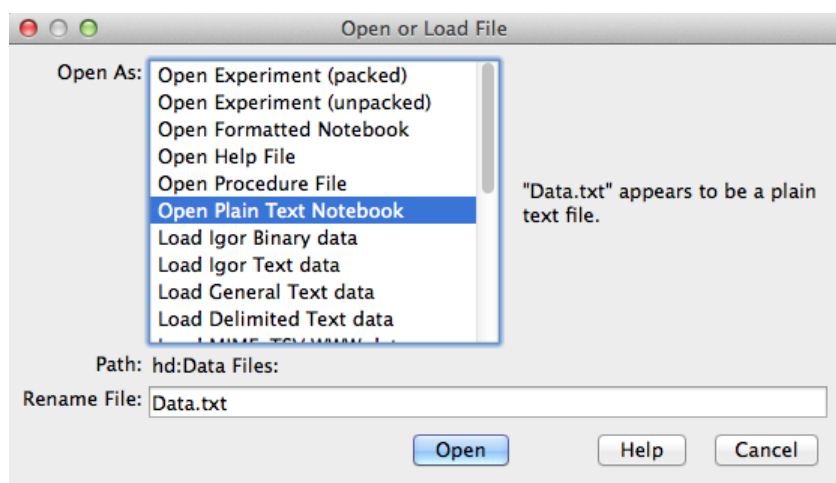 Open or Load File
Open As:
Open Experiment (packed)
Open Experiment (unpacked)
Open Formatted Notebook
Open Help File
Open Procedure File
Open Plain Text Notebook
Load Igor Binary data
Load Igor Text data
Load General Text data
Load Delimited Text data
"Data.txt" appears to be a plain
text file.
Path: hd:Data Files:
Rename File: Data.txt
Open Help Cancel